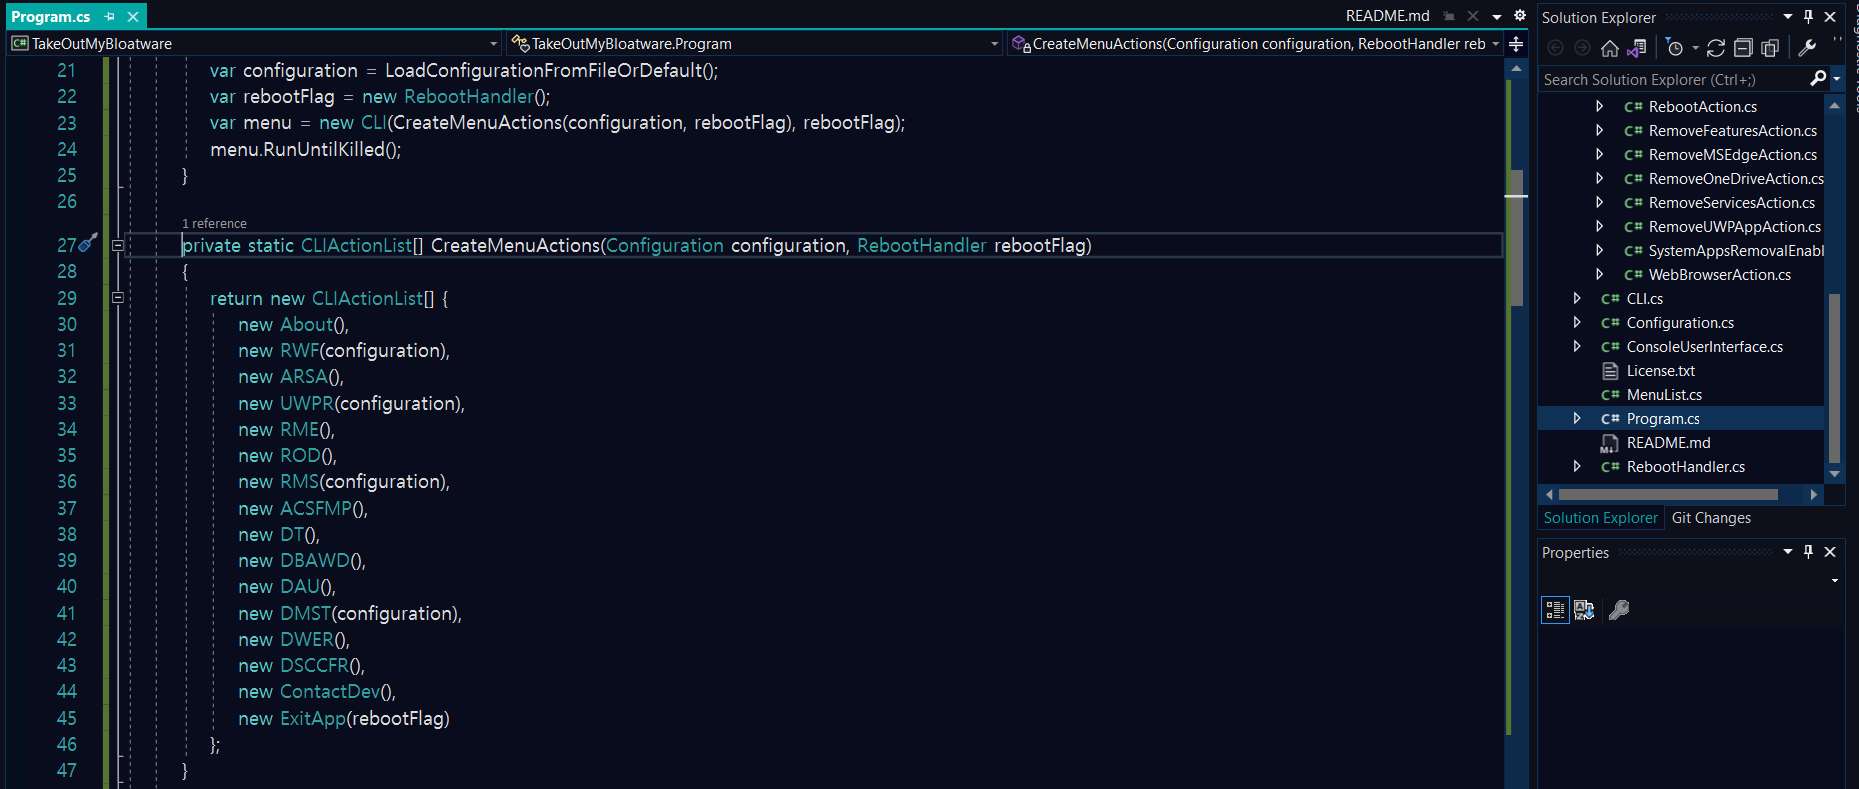 Program.cs
README.md
TakeOutMyBloatware
TakeOutMyBloatware.Program
CreateMenuActions(Configuration configuration, RebootHandler reb
21 var configuration = LoadConfigurationFromFileOrDefault();
22 var rebootFlag = new RebootHandler();
23 var menu = new CLI(CreateMenuActions(configuration, rebootFlag), rebootFlag);
24 menu.RunUntilKilled();
25 }
26
1 reference
27 private static CLIActionList[] CreateMenuActions(Configuration configuration, RebootHandler rebootFlag)
28 {
29 return new CLIActionList[] {
30 new About(),
31 new RWF(configuration),
32 new ARSA(),
33 new UWPR(configuration),
34 new RME(),
35 new ROD(),
36 new RMS(configuration),
37 new ACSFMP(),
38 new DT(),
39 new DBAWD(),
40 new DAU(),
41 new DMST(configuration),
42 new DWER(),
43 new DSCCFR(),
44 new ContactDev(),
45 new ExitApp(rebootFlag)
46 };
47 }
Solution Explorer
Search Solution Explorer (Ctrl+;)
C# RebootAction.cs
C# RemoveFeaturesAction.cs
C# RemoveMSEdgeAction.cs
C# RemoveOneDriveAction.cs
C# RemoveServicesAction.cs
C# RemoveUWPAppAction.cs
C# SystemAppsRemovalEnabl
C# WebBrowserAction.cs
C# CLI.cs
C# Configuration.cs
C# ConsoleUserInterface.cs
License.txt
C# MenuList.cs
C# Program.cs
README.md
C# RebootHandler.cs
Solution Explorer
Git Changes
Properties